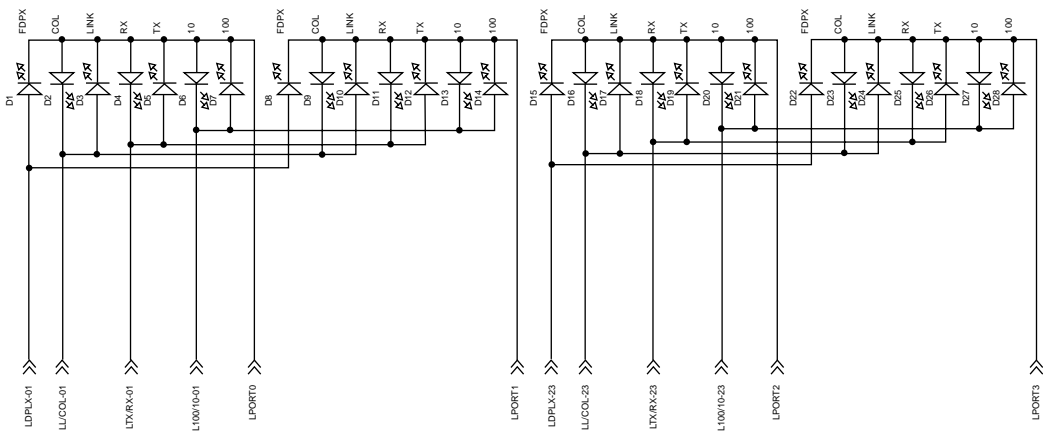 FDPX COL LINK RX TX 10 100 FDPX COL LINK RX TX 10 100 FDPX COL LINK RX TX 10 100 FDPX COL LINK RX TX 10 100
D1 D2 D3 D4 D5 D6 D7 D8 D9 D10 D11 D12 D13 D14 D15 D16 D17 D18 D19 D20 D21 D22 D23 D24 D25 D26 D27 D28
LDPLX-01 LL/COL-01 LTX/RX-01 L100/10-01 LPORT0 LPORT1 LDPLX-23 LL/COL-23 LTX/RX-23 L100/10-23 LPORT2 LPORT3